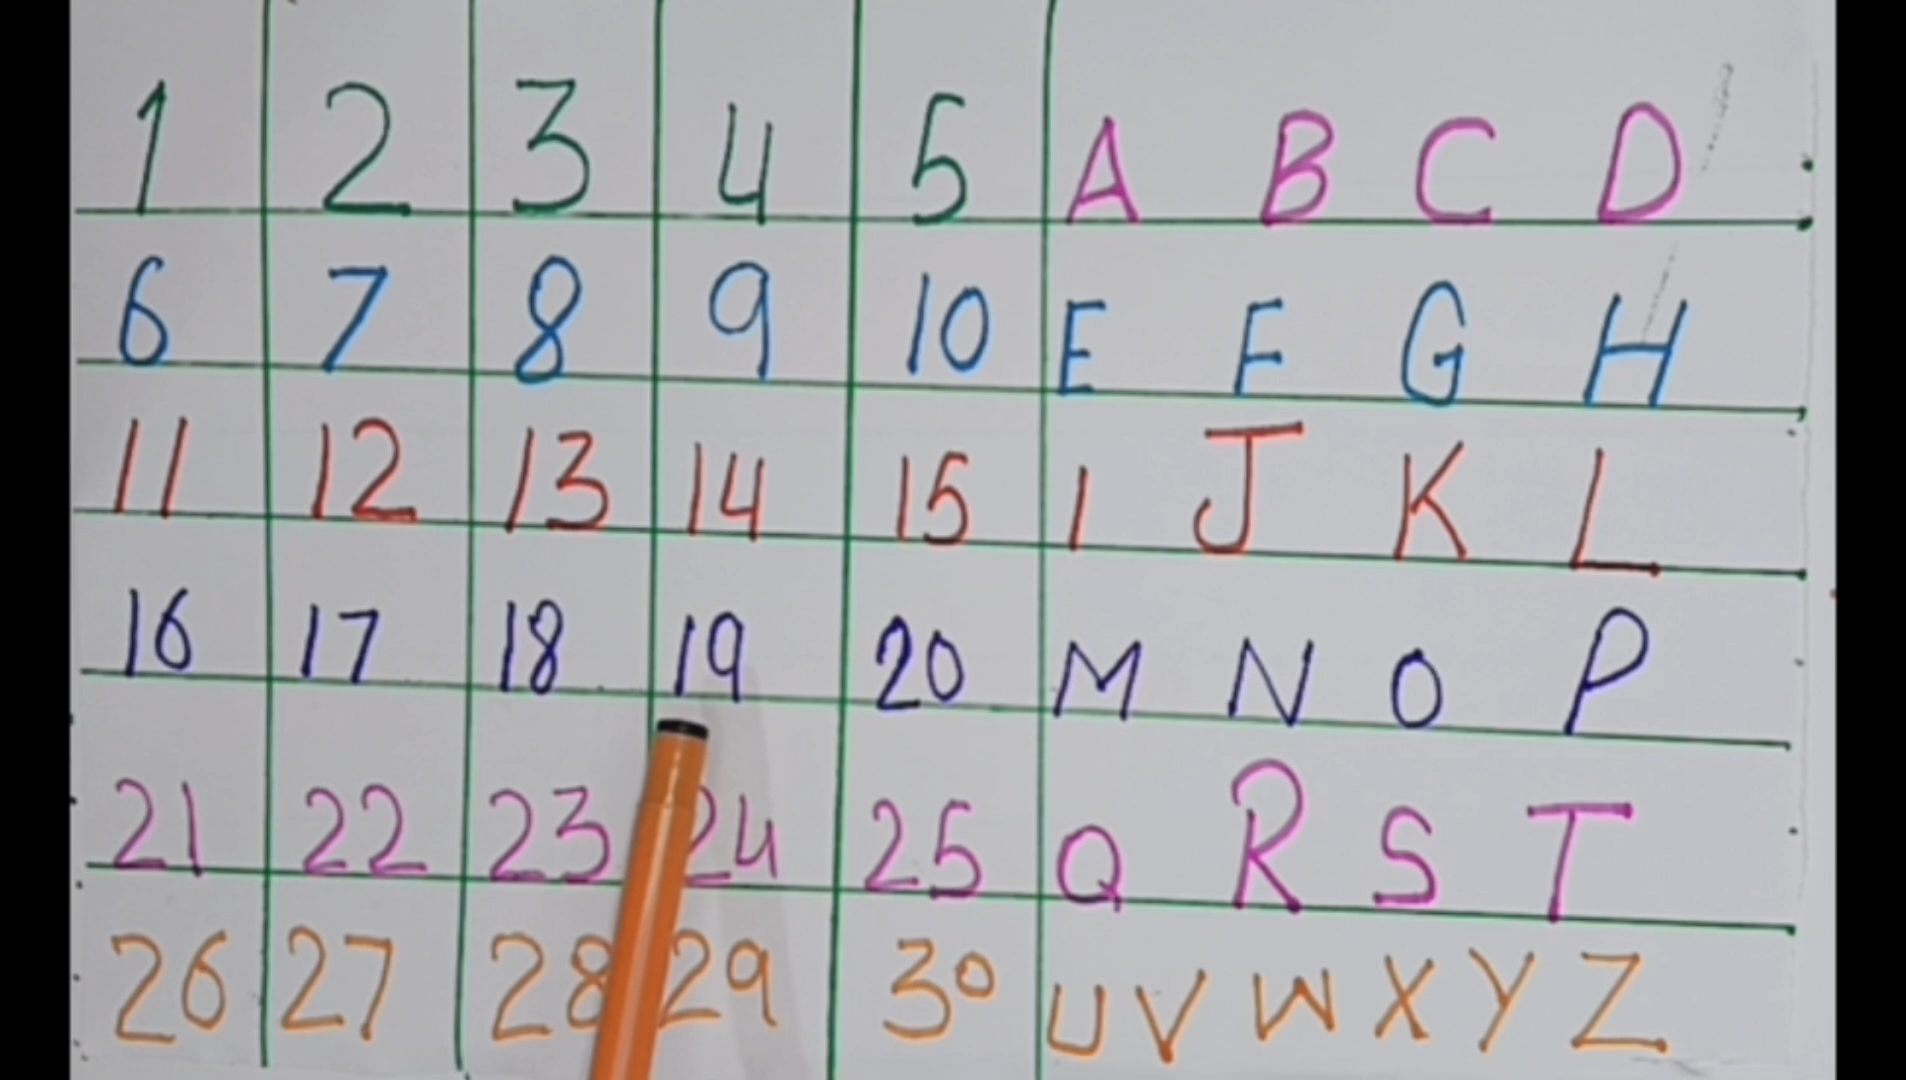 1 2 3 4 5 A B C D
6 7 8 9 10 E F G H
11 12 13 14 15 I J K L
16 17 18 19 20 M N O P
21 22 23 24 25 Q R S T
26 27 28 29 30 U V W X Y Z